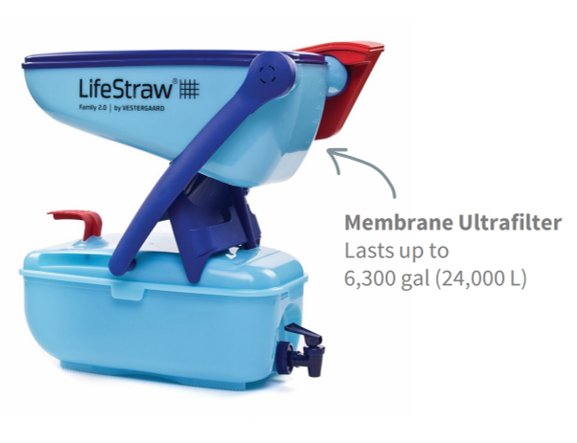 LifeStraw®
Family 2.0 | by VESTERGAARD
Membrane Ultrafilter
Lasts up to
6,300 gal (24,000 L)